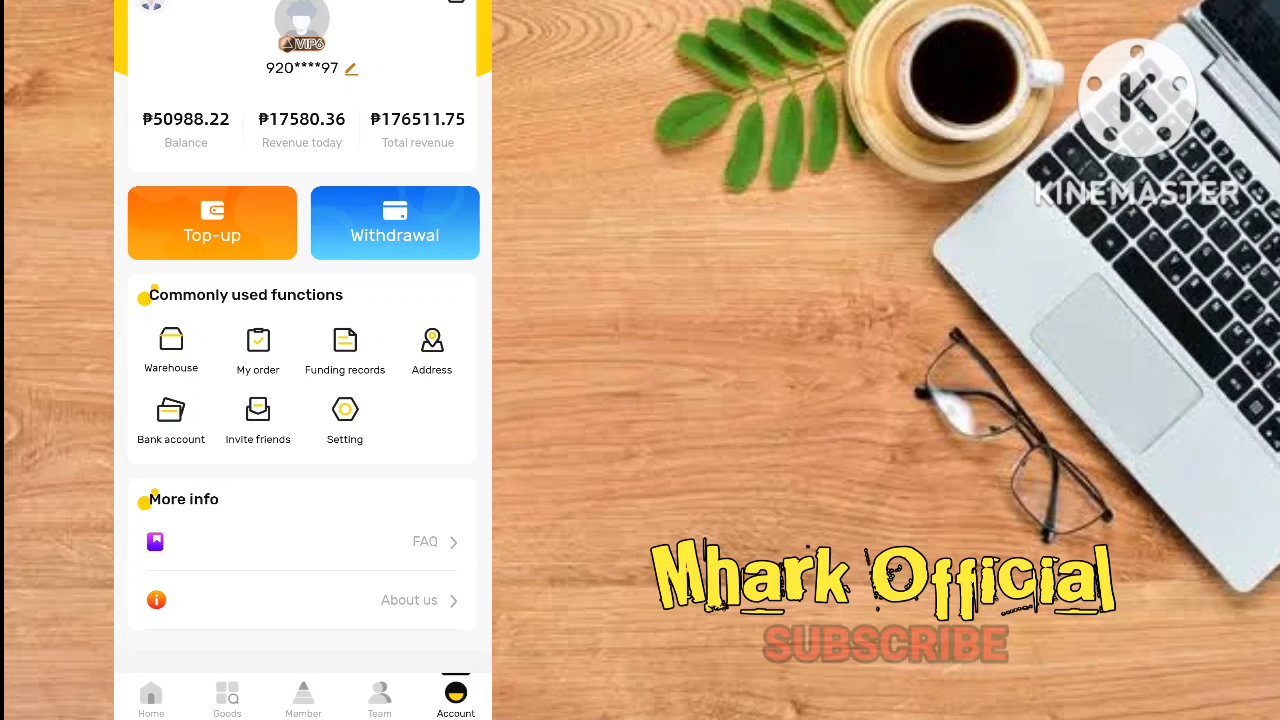 VIP6
920****97
₱50988.22
Balance
₱17580.36
Revenue today
₱176511.75
Total revenue
Top-up
Withdrawal
Commonly used functions
Warehouse
My order
Funding records
Address
Bank account
Invite friends
Setting
More info
FAQ
About us
Home
Goods
Member
Team
Account
KINEMASTER
Mhark Official
SUBSCRIBE